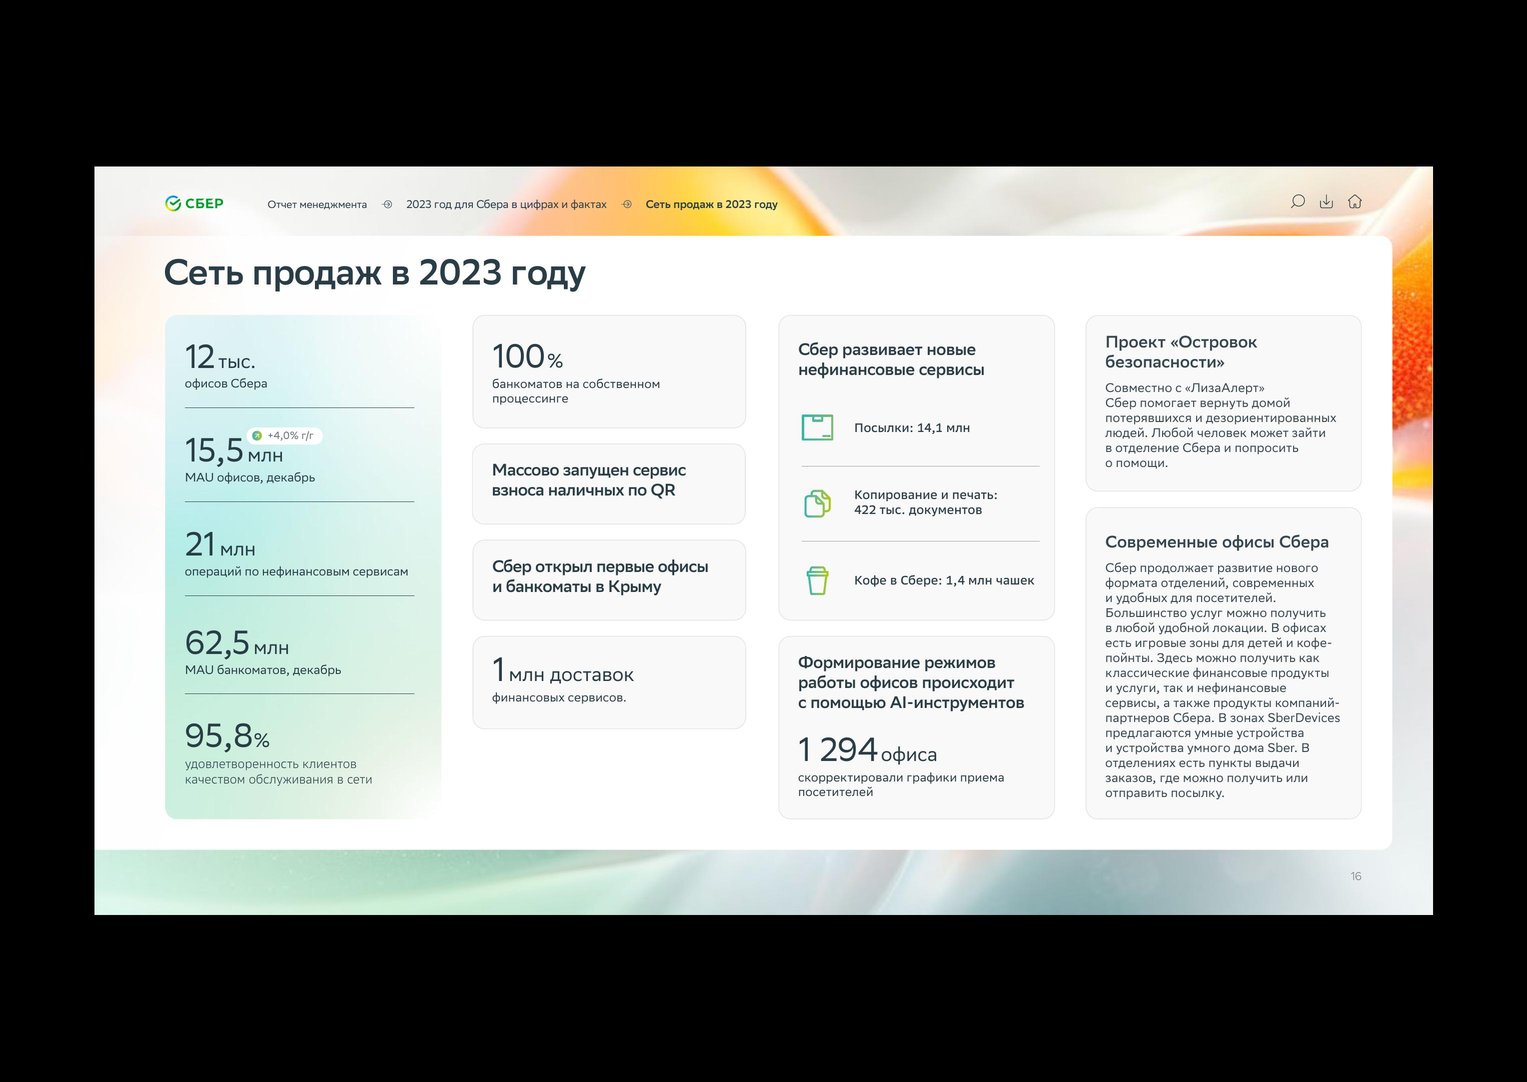 СБЕР
Отчет менеджмента
2023 год для Сбера в цифрах и фактах
Сеть продаж в 2023 году
Сеть продаж в 2023 году
12 тыс.
офисов Сбера
+4,0% г/г
15,5 млн
MAU офисов, декабрь
21 млн
операций по нефинансовым сервисам
62,5 млн
MAU банкоматов, декабрь
95,8%
удовлетворенность клиентов
качеством обслуживания в сети
100%
банкоматов на собственном
процессинге
Массово запущен сервис
взноса наличных по QR
Сбер открыл первые офисы
и банкоматы в Крыму
1 млн доставок
финансовых сервисов.
Сбер развивает новые
нефинансовые сервисы
Посылки: 14,1 млн
Копирование и печать:
422 тыс. документов
Кофе в Сбере: 1,4 млн чашек
Формирование режимов
работы офисов происходит
с помощью AI-инструментов
1 294 офиса
скорректировали графики приема
посетителей
Проект «Островок
безопасности»
Совместно с «ЛизаАлерт»
Сбер помогает вернуть домой
потерявшихся и дезориентированных
людей. Любой человек может зайти
в отделение Сбера и попросить
о помощи.
Современные офисы Сбера
Сбер продолжает развитие нового
формата отделений, современных
и удобных для посетителей.
Большинство услуг можно получить
в любой удобной локации. В офисах
есть игровые зоны для детей и кофе-
пойнты. Здесь можно получить как
классические финансовые продукты
и услуги, так и нефинансовые
сервисы, а также продукты компаний-
партнеров Сбера. В зонах SberDevices
предлагаются умные устройства
и устройства умного дома Sber. В
отделениях есть пункты выдачи
заказов, где можно получить или
отправить посылку.
16